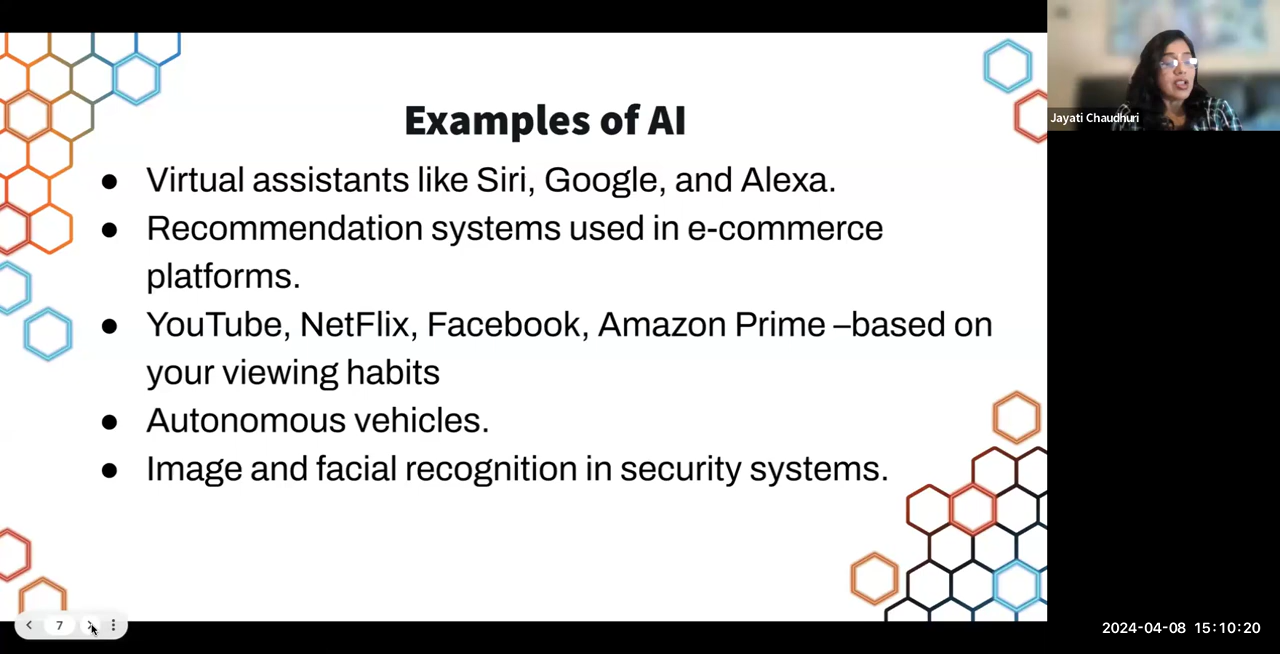 Examples of AI
● Virtual assistants like Siri, Google, and Alexa.
● Recommendation systems used in e-commerce
platforms.
● YouTube, NetFlix, Facebook, Amazon Prime –based on
your viewing habits
● Autonomous vehicles.
● Image and facial recognition in security systems.
Jayati Chaudhuri
7
2024-04-08 15:10:20